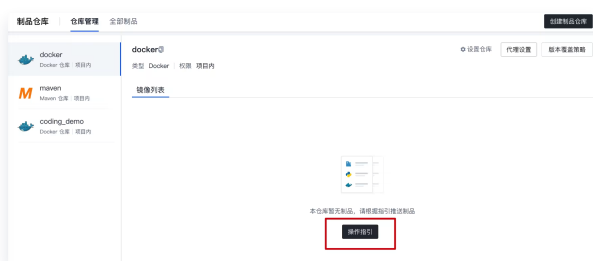 制品仓库 仓库管理 全部制品 创建制品仓库
docker
Docker 仓库 项目内
maven
Maven 仓库 项目内
coding_demo
Docker 仓库 项目内
docker 设置仓库 代理设置 版本覆盖策略
类型 Docker 权限 项目内
镜像列表
本仓库暂无制品，请根据指引推送制品
操作指引